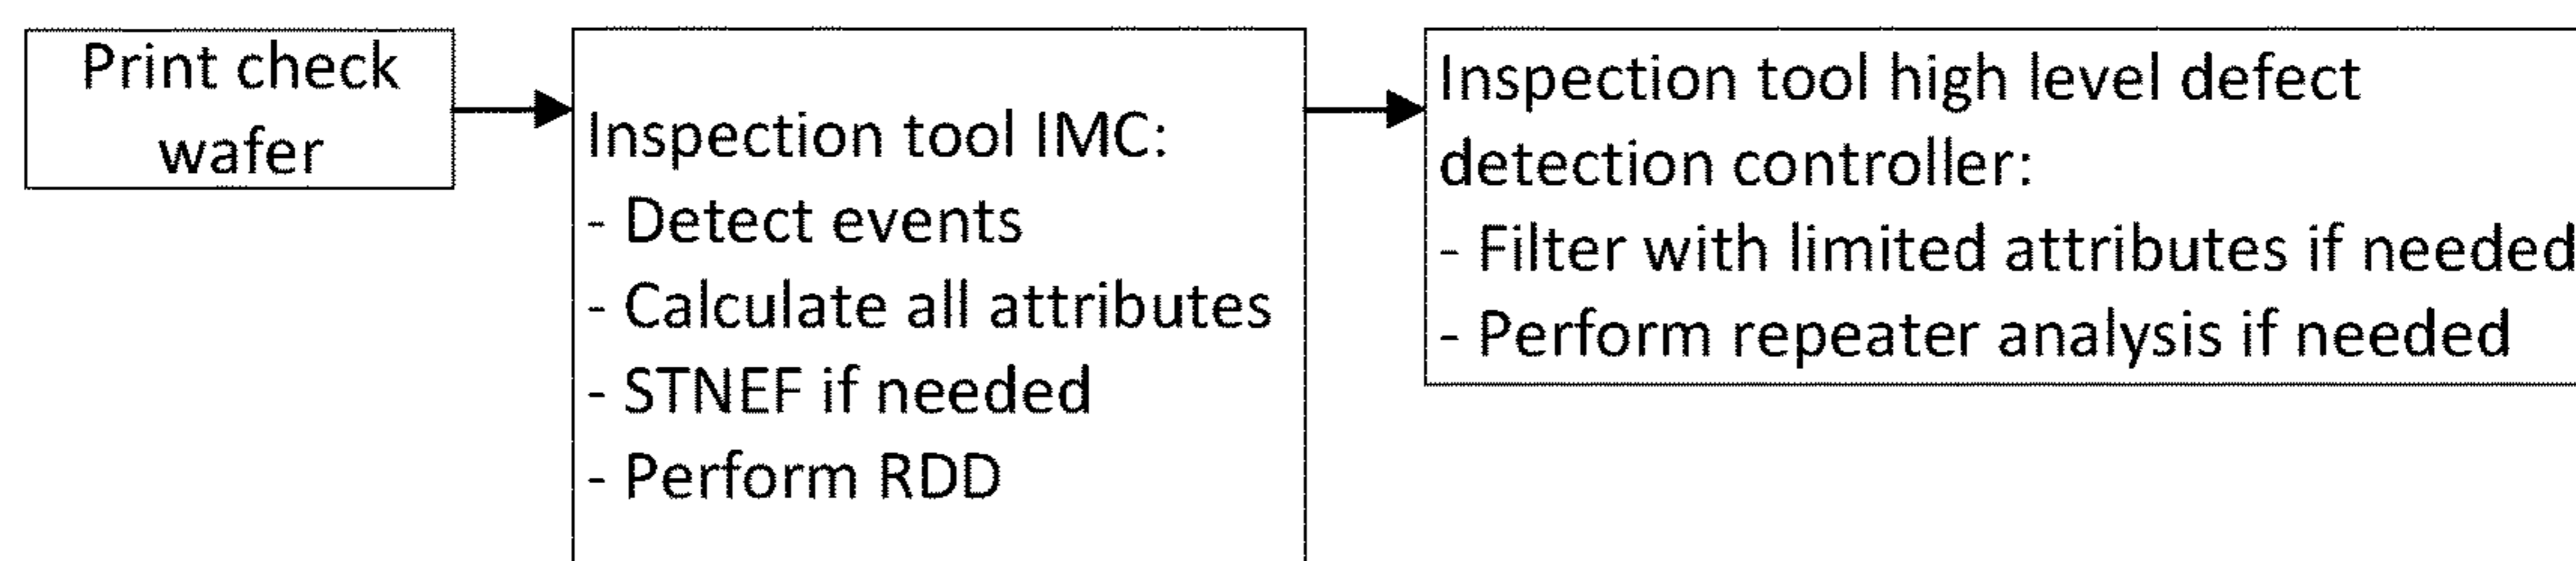 Print check
wafer
Inspection tool IMC:
- Detect events
- Calculate all attributes
- STNEF if needed
- Perform RDD
Inspection tool high level defect
detection controller:
- Filter with limited attributes if needed
- Perform repeater analysis if needed